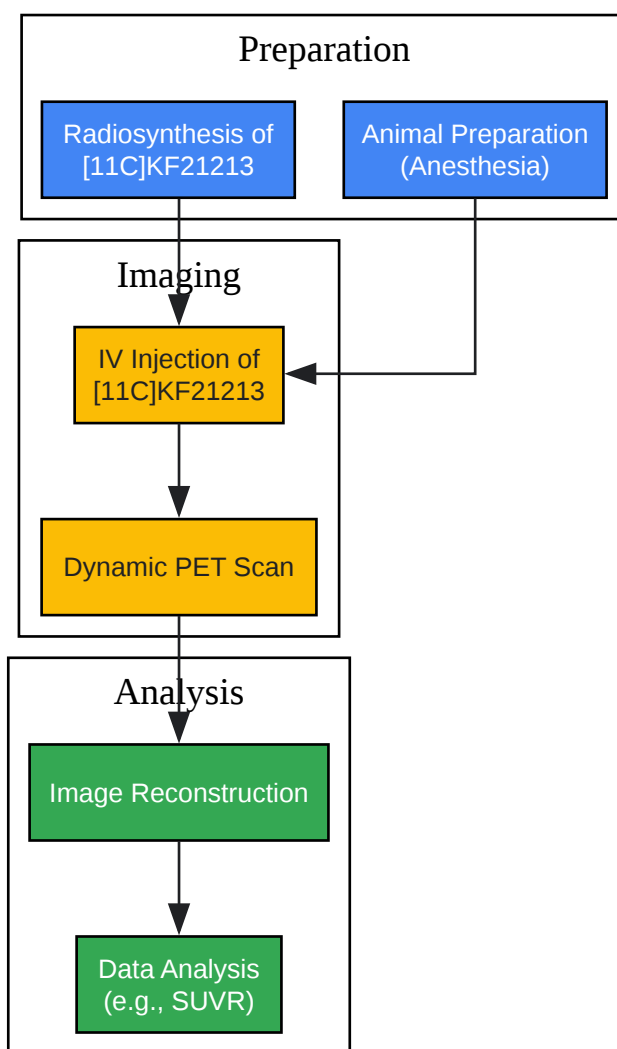 Preparation
Radiosynthesis of
[11C]KF21213
Animal Preparation
(Anesthesia)
Imaging
IV Injection of
[11C]KF21213
Dynamic PET Scan
Analysis
Image Reconstruction
Data Analysis
(e.g., SUVR)